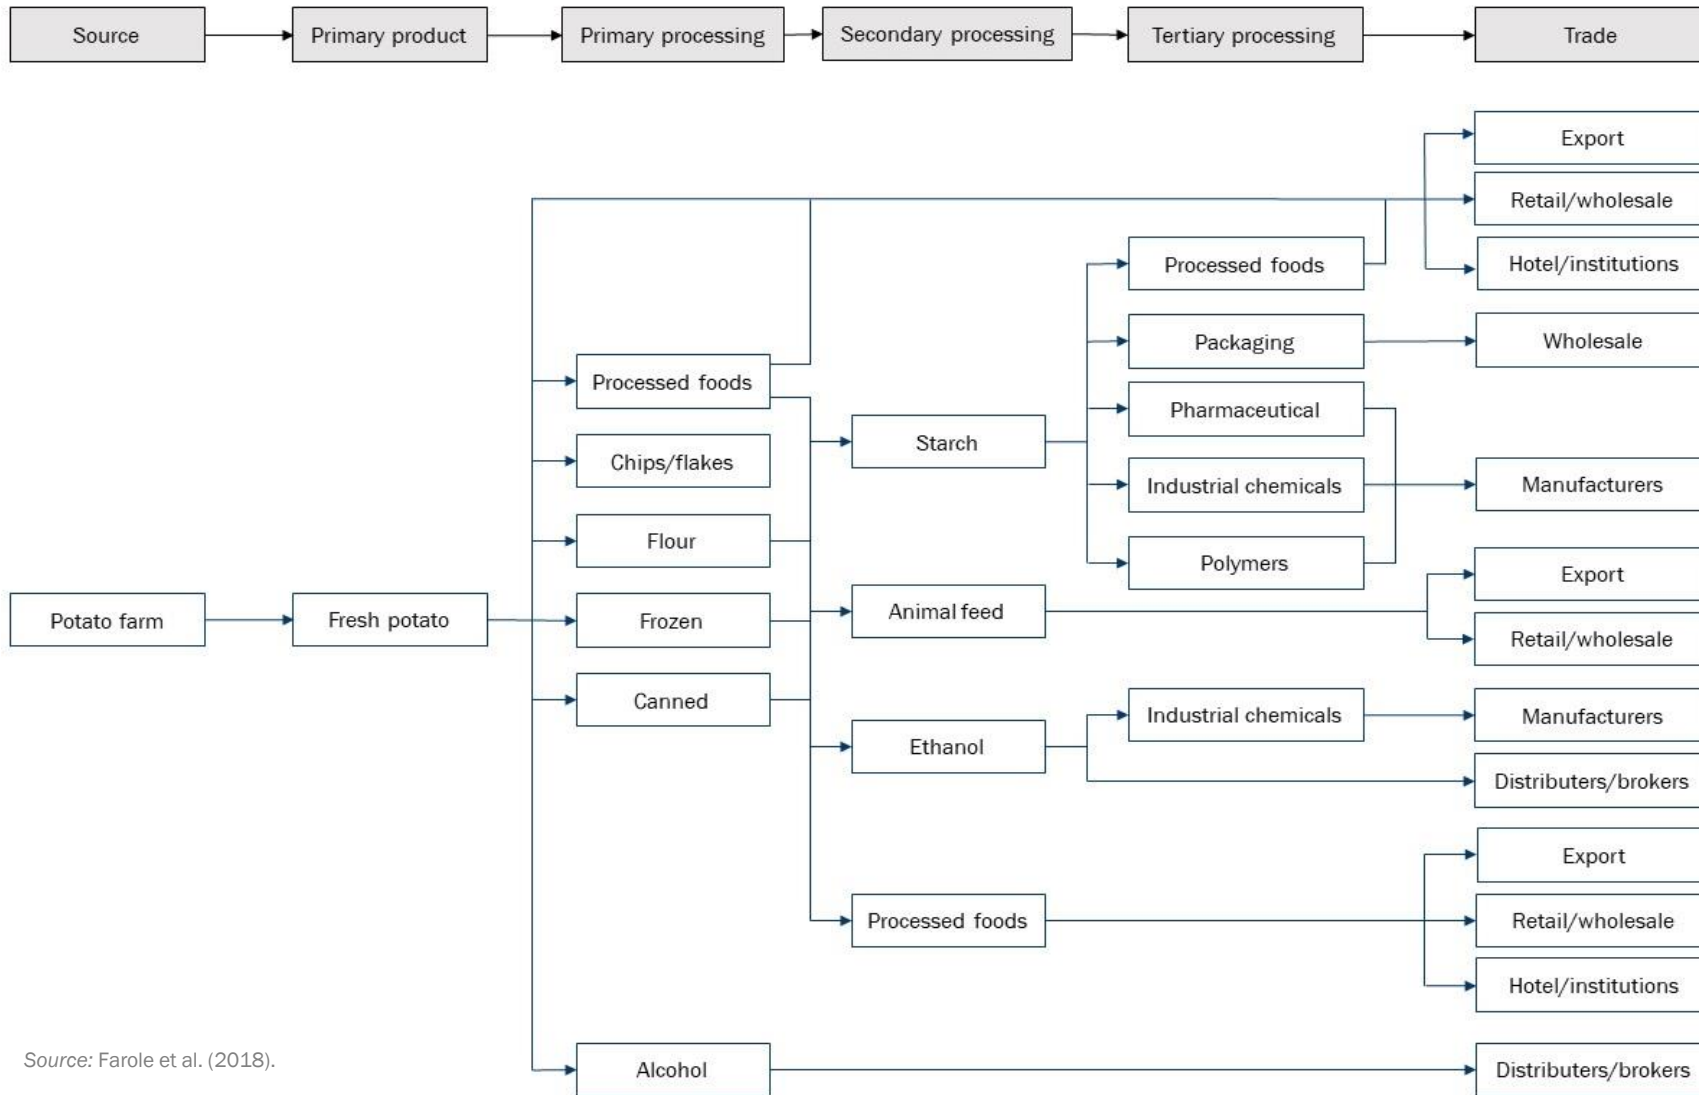 Source
Primary product
Primary processing
Secondary processing
Tertiary processing
Trade
Export
Retail/wholesale
Hotel/institutions
Processed foods
Packaging
Wholesale
Processed foods
Pharmaceutical
Chips/flakes
Starch
Industrial chemicals
Manufacturers
Flour
Polymers
Export
Potato farm
Fresh potato
Frozen
Animal feed
Retail/wholesale
Canned
Industrial chemicals
Manufacturers
Ethanol
Distributers/brokers
Export
Processed foods
Retail/wholesale
Hotel/institutions
Source: Farole et al. (2018).
Alcohol
Distributers/brokers